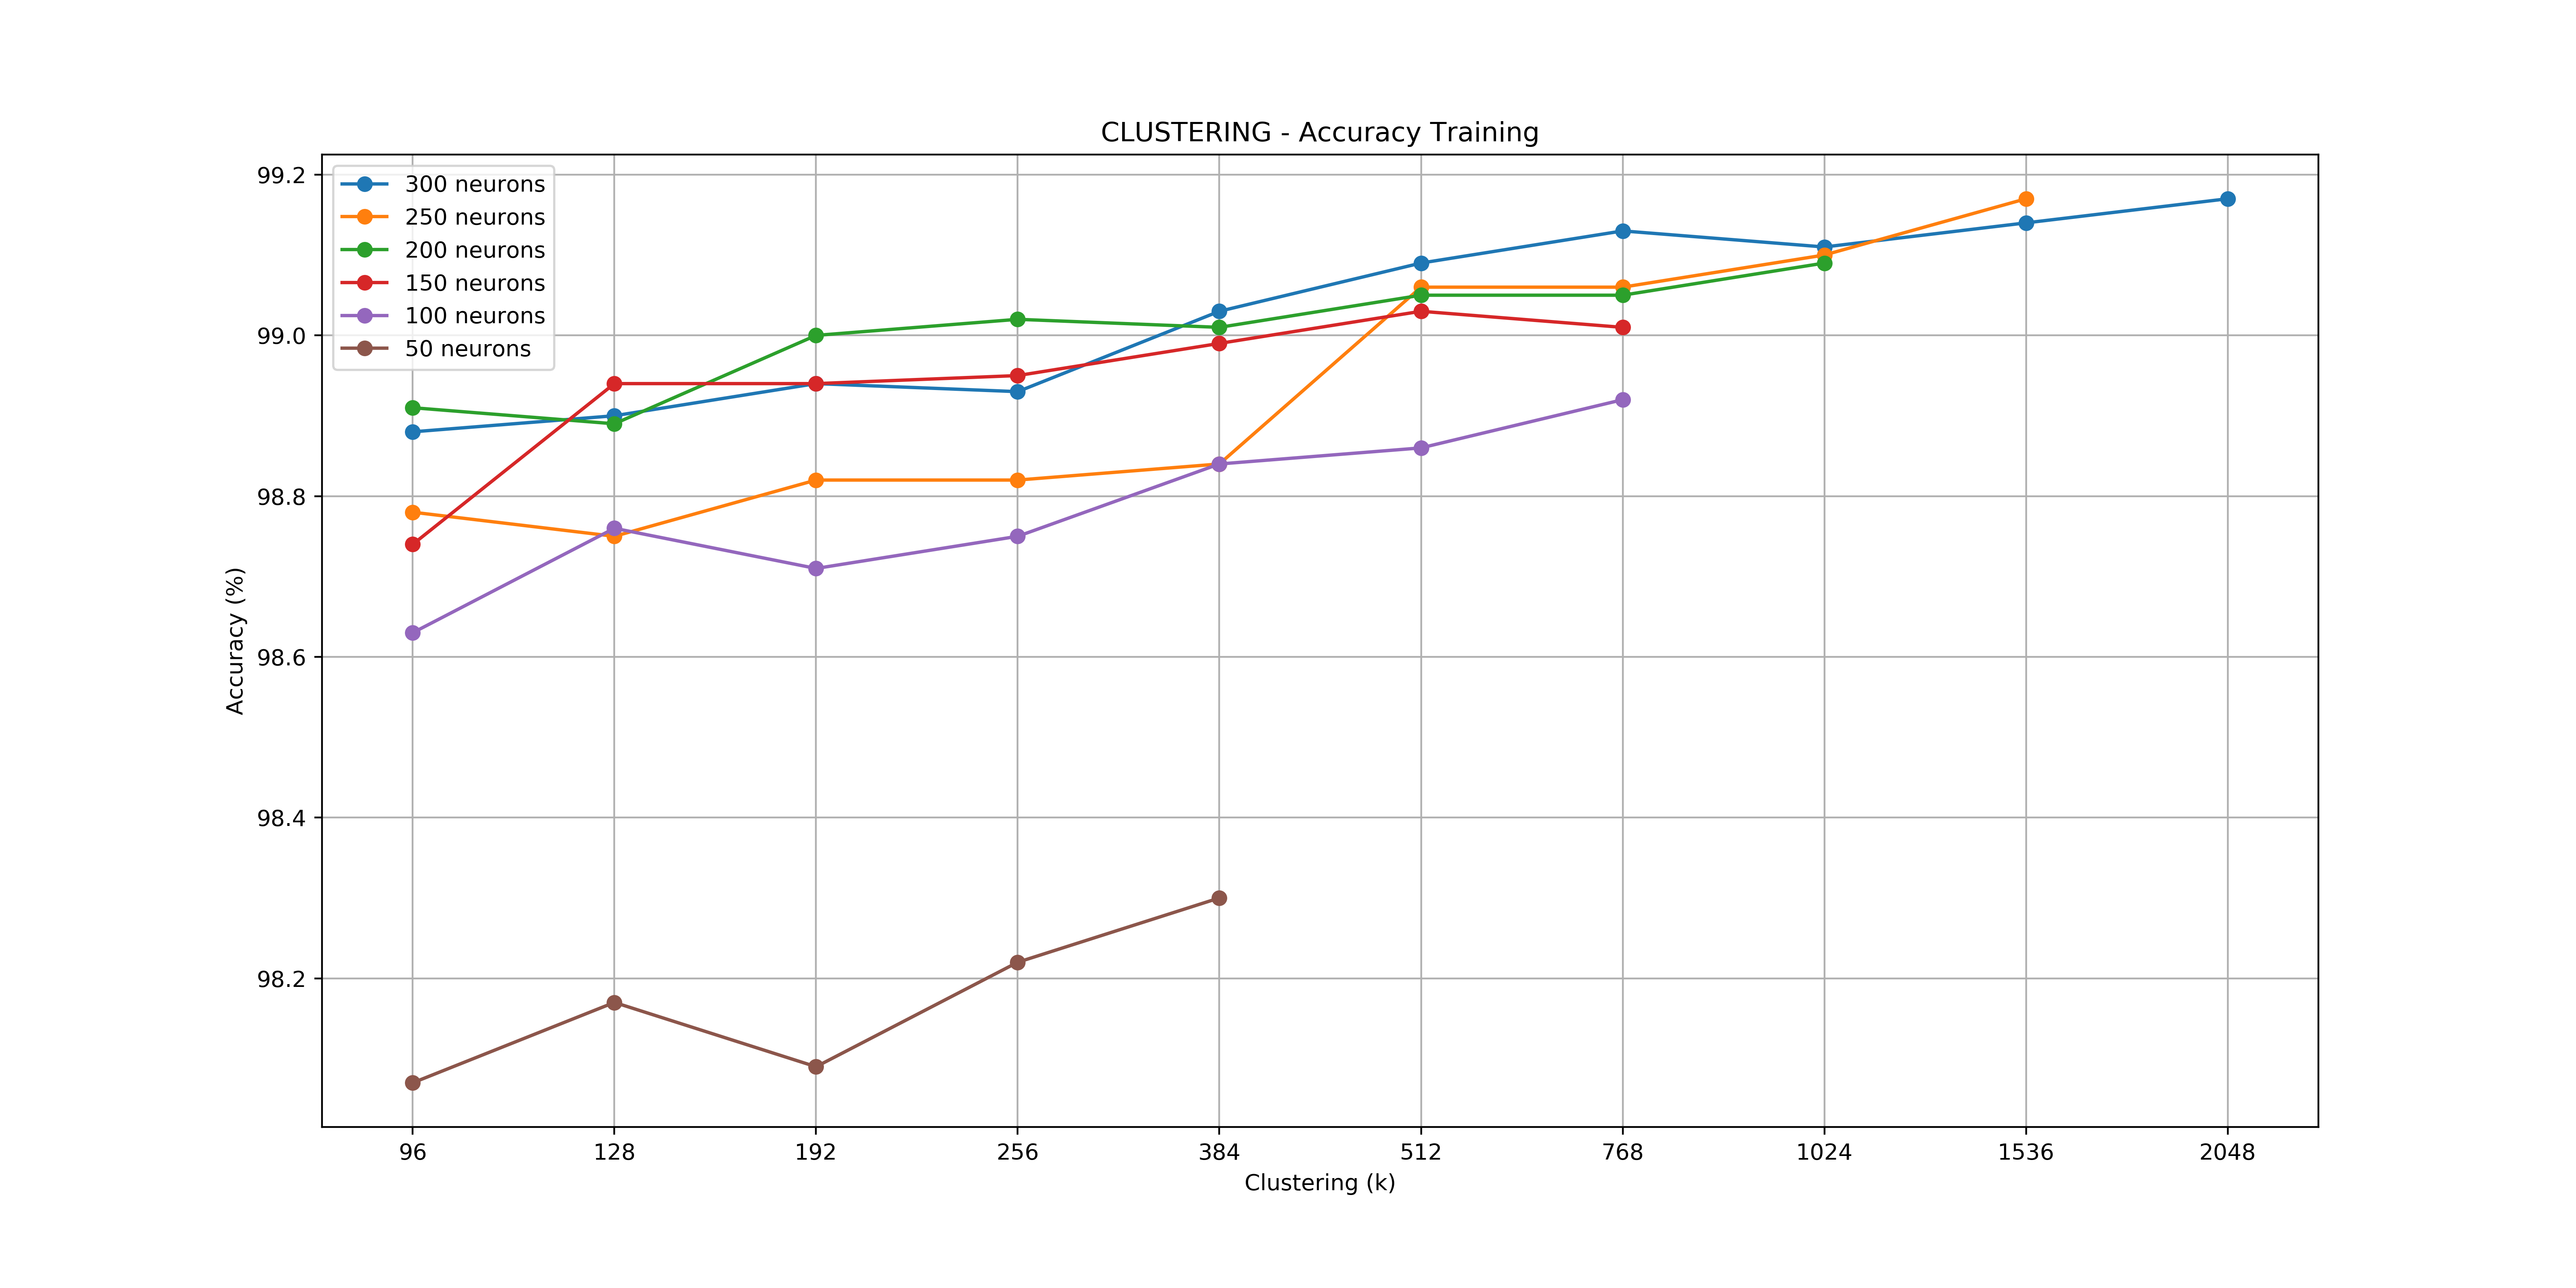 CLUSTERING - Accuracy Training
99.2
99.0
98.8
98.6
98.4
98.2
Accuracy (%)
300 neurons
250 neurons
200 neurons
150 neurons
100 neurons
50 neurons
96 128 192 256 384 512 768 1024 1536 2048
Clustering (k)